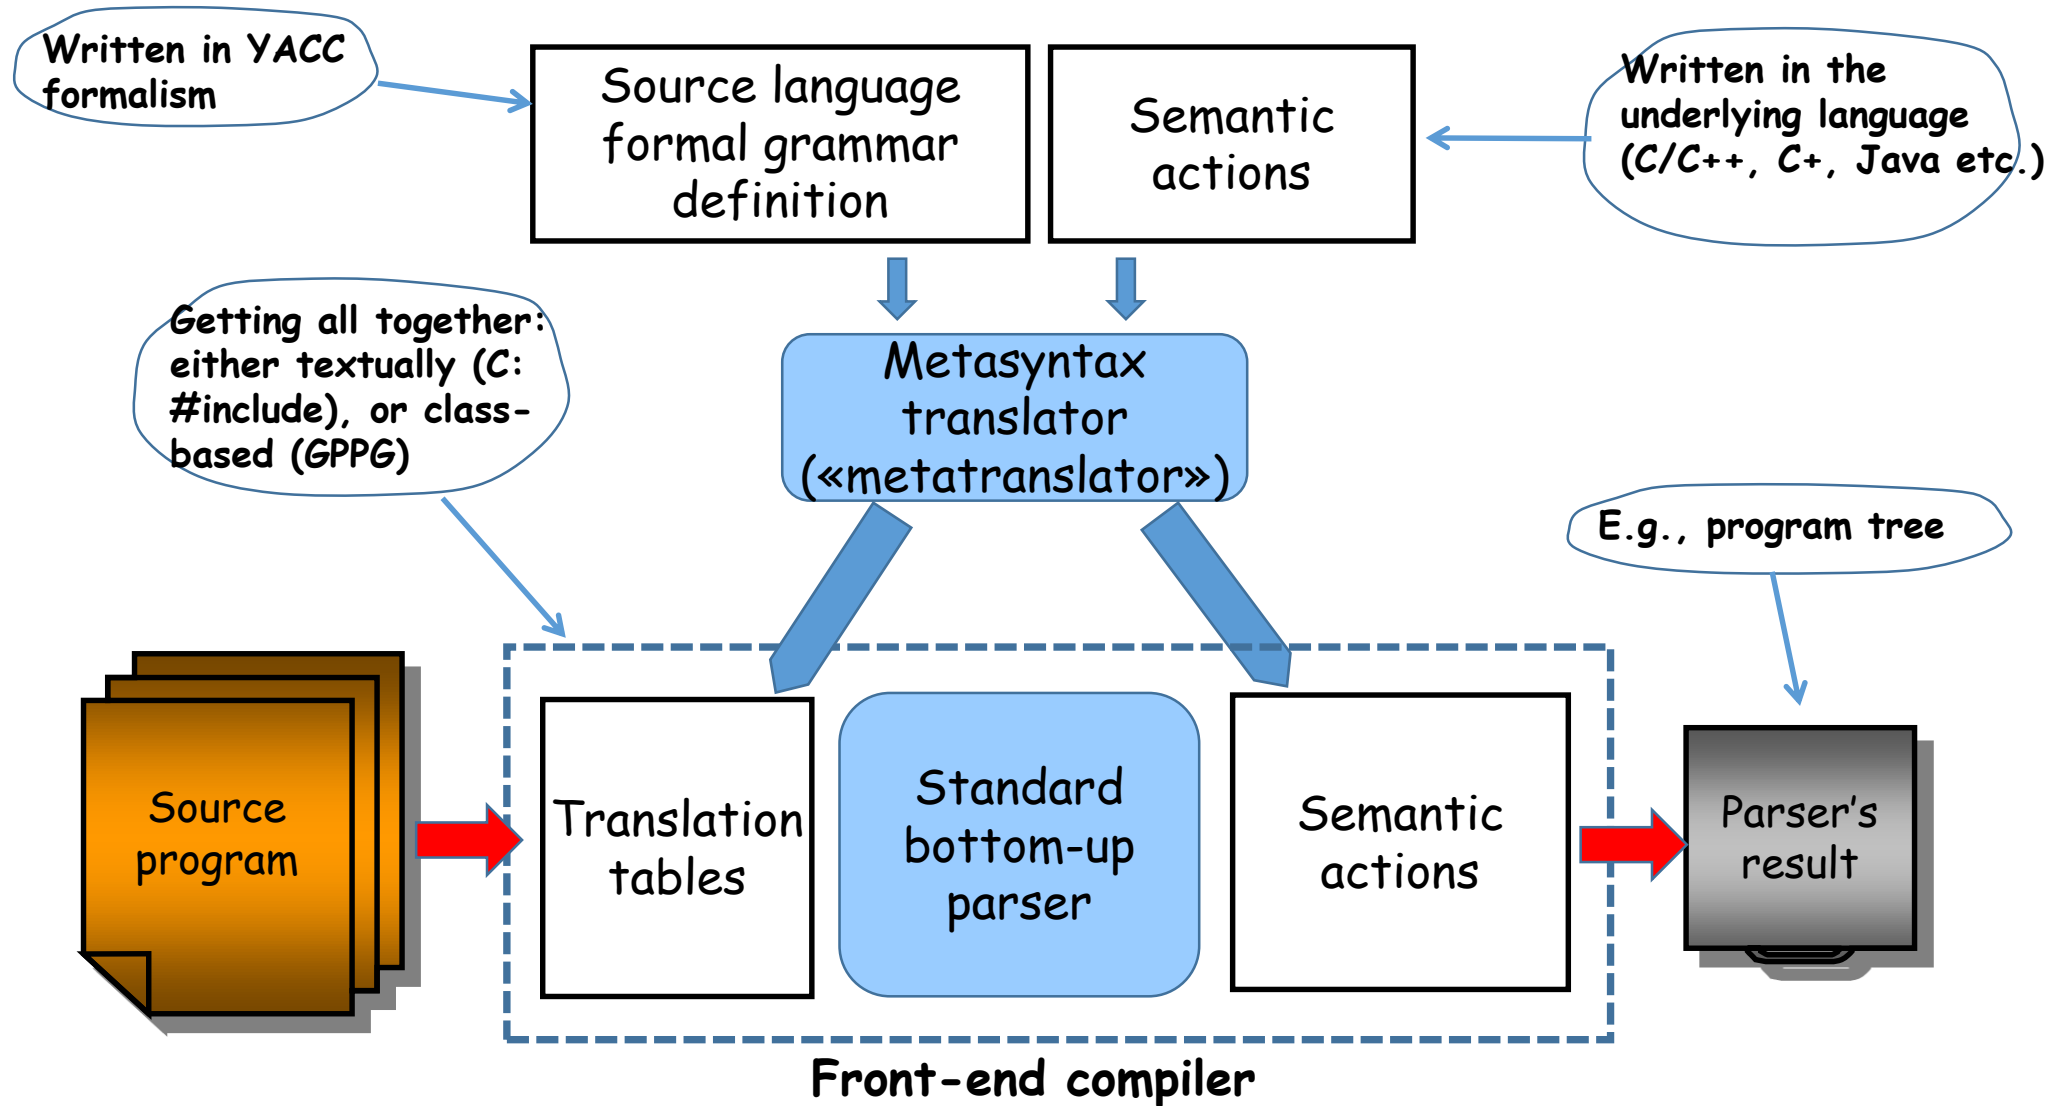 Written in YACC
formalism
Source language
formal grammar
definition
Semantic
actions
Written in the
underlying language
(C/C++, C+, Java etc.)
Getting all together:
either textually (C:
#include), or class-
based (GPPG)
Metasyntax
translator
(«metatranslator»)
E.g., program tree
Source
program
Translation
tables
Standard
bottom-up
parser
Semantic
actions
Parser’s
result
Front-end compiler